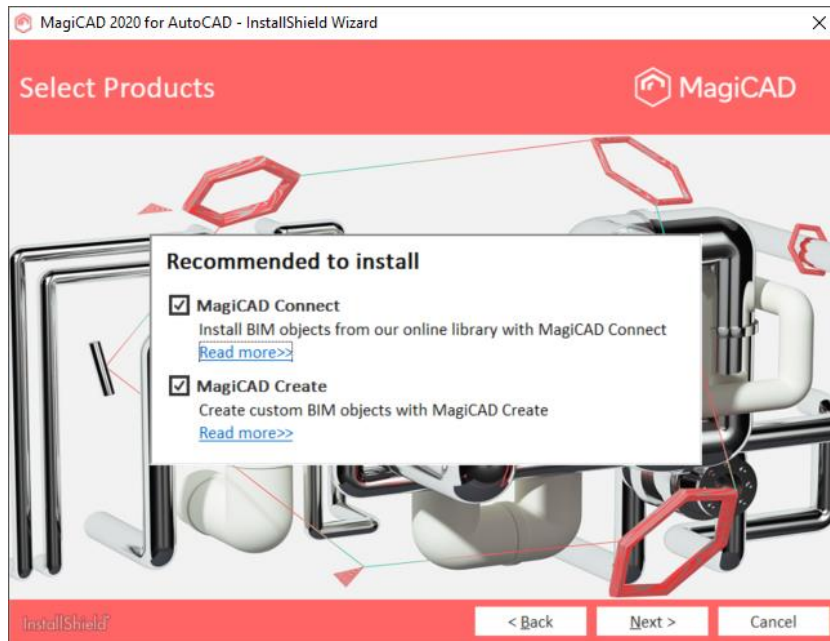 MagiCAD 2020 for AutoCAD - InstallShield Wizard
Select Products
MagiCAD
Recommended to install
MagiCAD Connect
Install BIM objects from our online library with MagiCAD Connect
Read more>>
MagiCAD Create
Create custom BIM objects with MagiCAD Create
Read more>>
InstallShield
< Back
Next >
Cancel